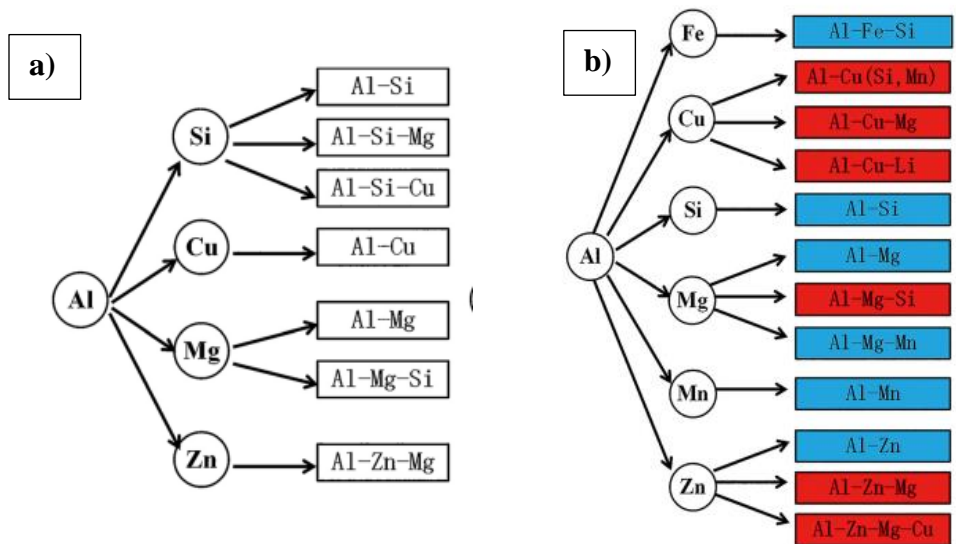 a)
Al
Si
Al-Si
Al-Si-Mg
Al-Si-Cu
Cu
Al-Cu
Mg
Al-Mg
Al-Mg-Si
Zn
Al-Zn-Mg
b)
Al
Fe
Al-Fe-Si
Cu
Al-Cu(Si,Mn)
Al-Cu-Mg
Al-Cu-Li
Si
Al-Si
Mg
Al-Mg
Al-Mg-Si
Al-Mg-Mn
Mn
Al-Mn
Zn
Al-Zn
Al-Zn-Mg
Al-Zn-Mg-Cu